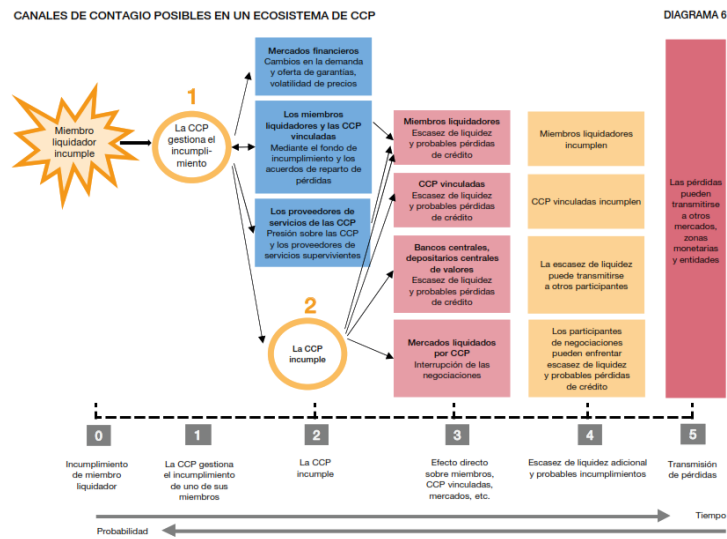 CANALES DE CONTAGIO POSIBLES EN UN ECOSISTEMA DE CCP
DIAGRAMA 6
Miembro
liquidador
incumple
1
La CCP
gestiona el
incumpli-
miento
Mercados financieros
Cambios en la demanda
y oferta de garantías,
volatilidad de precios
Los miembros
liquidadores y las CCP
vinculadas
Mediante el fondo de
incumplimiento y los
acuerdos de reparto de
pérdidas
Los proveedores de
servicios de las CCP
Presión sobre las CCP
y los proveedores de
servicios supervivientes
2
La CCP
incumple
Miembros liquidadores
Escasez de liquidez
y probables pérdidas
de crédito
CCP vinculadas
Escasez de liquidez
y probables pérdidas
de crédito
Bancos centrales,
depositarios centrales
de valores
Escasez de liquidez
y probables pérdidas
de crédito
Mercados liquidados
por CCP
Interrupción de las
negociaciones
Miembros liquidadores
incumplen
CCP vinculadas incumplen
La escasez de liquidez
puede transmitirse
a otros participantes
Los participantes
de negociaciones
pueden enfrentar
escasez de liquidez
y probables pérdidas
de crédito
Las pérdidas
pueden
transmitirse
a otros
mercados,
zonas
monetarias
y entidades
0
1
2
3
4
5
Incumplimiento
de miembro
liquidador
La CCP gestiona
el incumplimiento
de uno de sus
miembros
La CCP
incumple
Efecto directo
sobre miembros,
CCP vinculadas,
mercados, etc.
Escasez de liquidez adicional
y probables incumplimientos
Transmisión
de pérdidas
Tiempo
Probabilidad